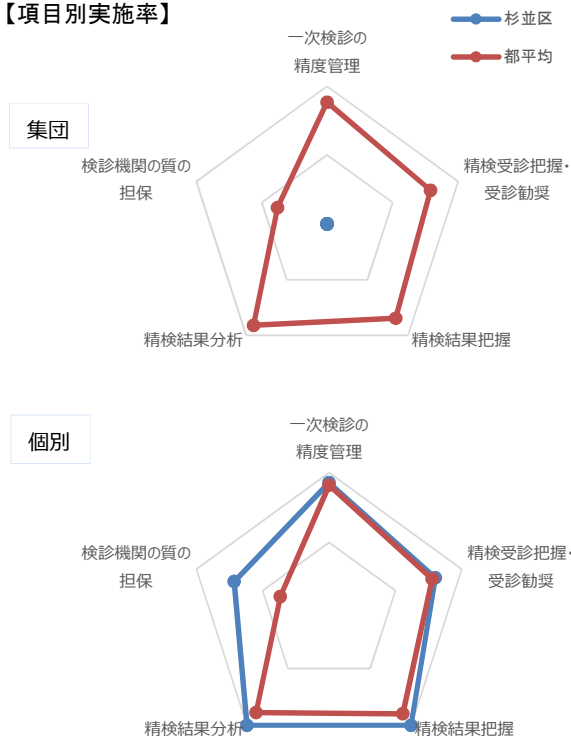 【項目別実施率】
杉並区
都平均
集団
一次検診の
精度管理
検診機関の質の
担保
精検受診把握・
受診勧奨
精検結果分析
精検結果把握
個別
一次検診の
精度管理
検診機関の質の
担保
精検受診把握・
受診勧奨
精検結果分析
精検結果把握